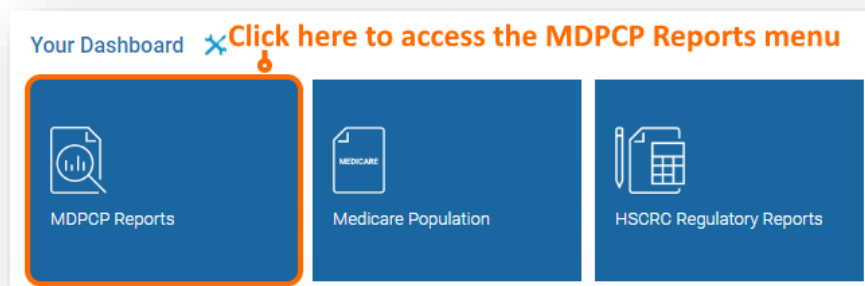 Your Dashboard Click here to access the MDPCP Reports menu
MEDICARE
MDPCP Reports Medicare Population HSCRC Regulatory Reports